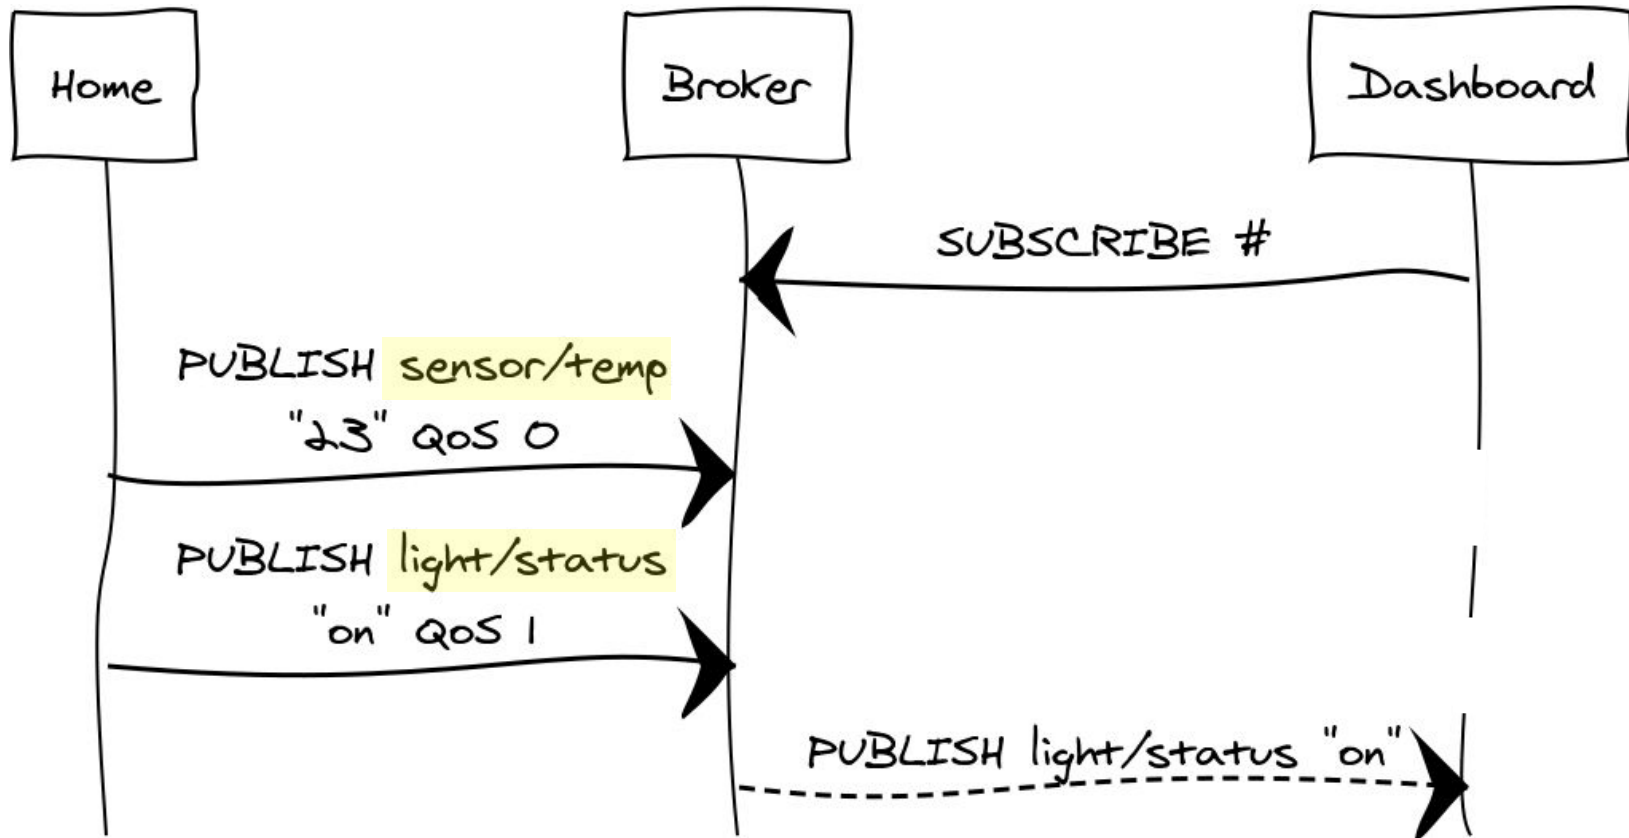 Home
Broker
Dashboard
SUBSCRIBE #
PUBLISH sensor/temp
"23" QoS 0
PUBLISH light/status
"on" QoS 1
PUBLISH light/status "on"